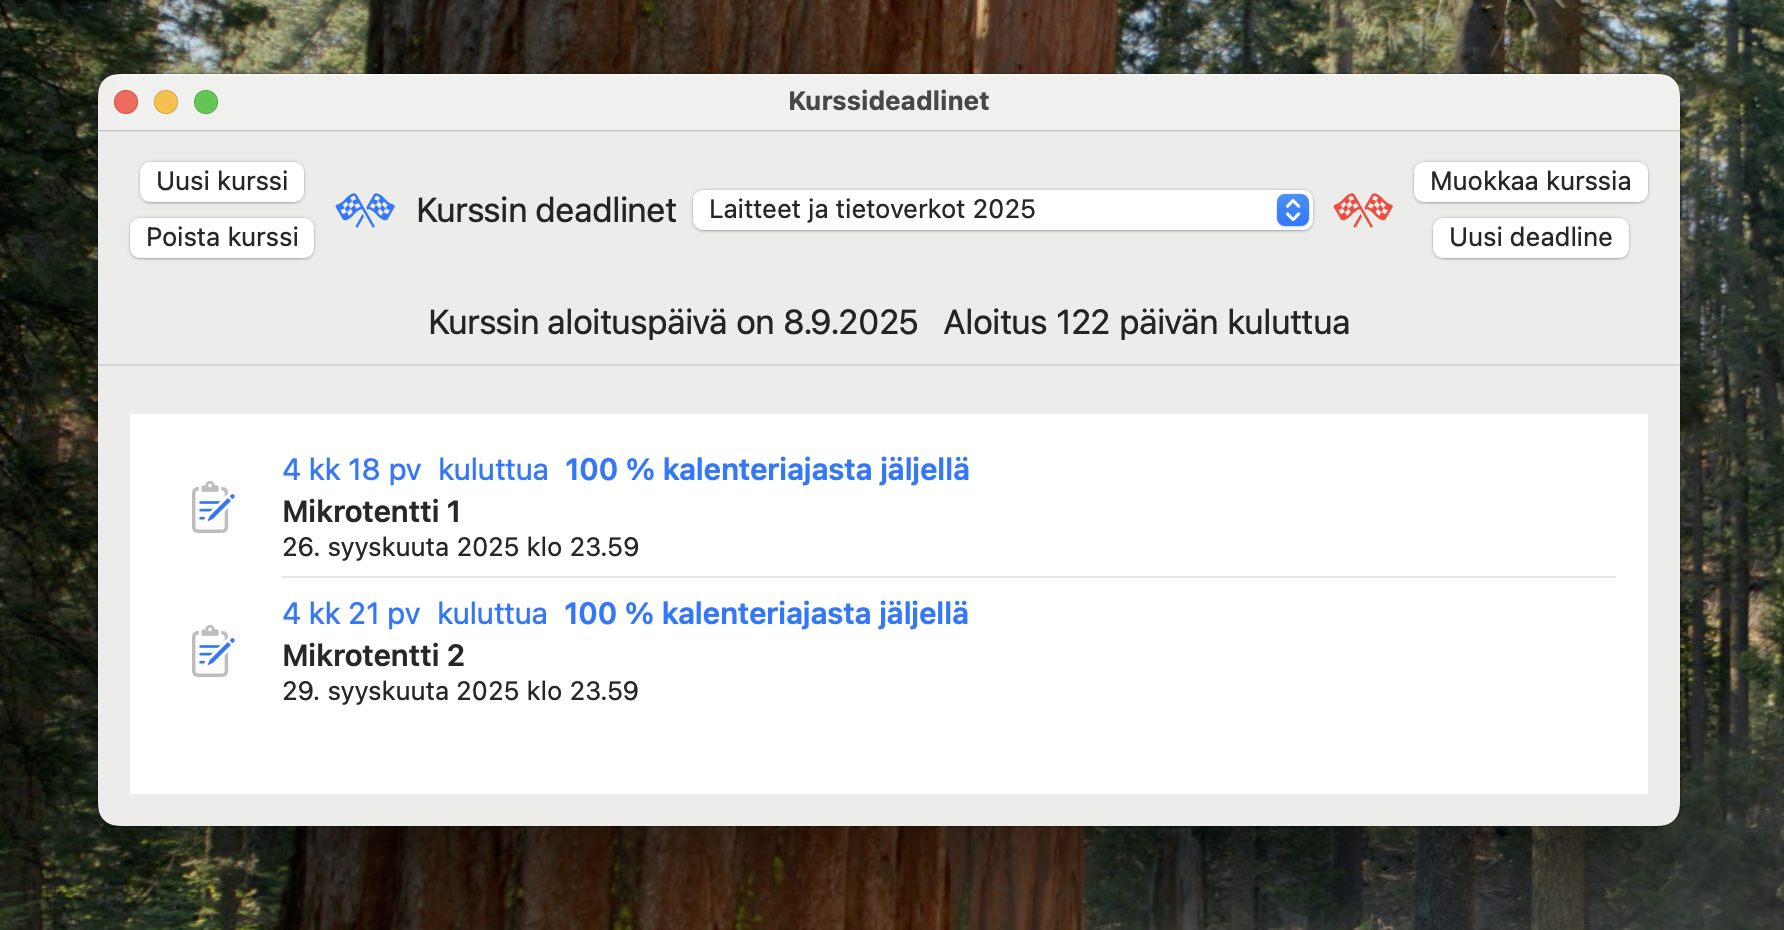 Kurssideadlinet
Uusi kurssi
Poista kurssi
Kurssin deadlinet
Laitteet ja tietoverkot 2025
Muokkaa kurssia
Uusi deadline
Kurssin aloituspäivä on 8.9.2025 Aloitus 122 päivän kuluttua
4 kk 18 pv kuluttua 100 % kalenteriajasta jäljellä
Mikrotentti 1
26. syyskuuta 2025 klo 23.59
4 kk 21 pv kuluttua 100 % kalenteriajasta jäljellä
Mikrotentti 2
29. syyskuuta 2025 klo 23.59